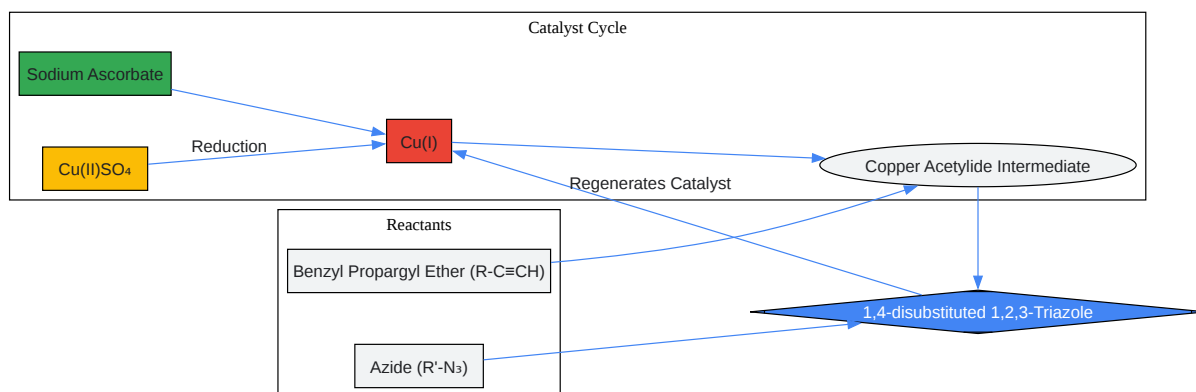 Catalyst Cycle
Sodium Ascorbate
Cu(II)SO₄
Reduction
Cu(I)
Copper Acetylide Intermediate
Regenerates Catalyst
Reactants
Benzyl Propargyl Ether (R-C≡CH)
1,4-disubstituted 1,2,3-Triazole
Azide (R'-N₃)